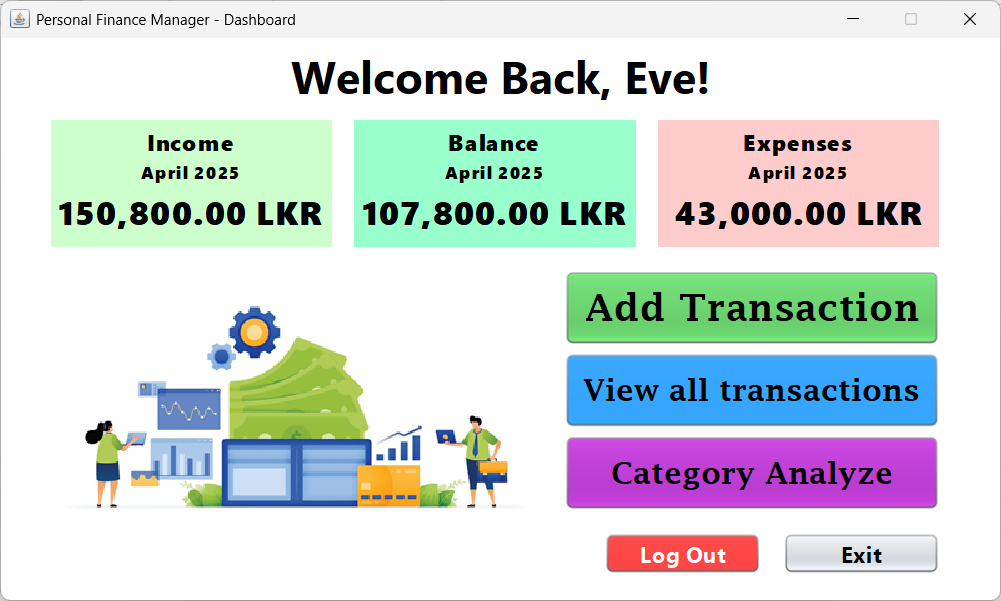 Personal Finance Manager - Dashboard
Welcome Back, Eve!
Income
April 2025
150,800.00 LKR
Balance
April 2025
107,800.00 LKR
Expenses
April 2025
43,000.00 LKR
Add Transaction
View all transactions
Category Analyze
Log Out
Exit